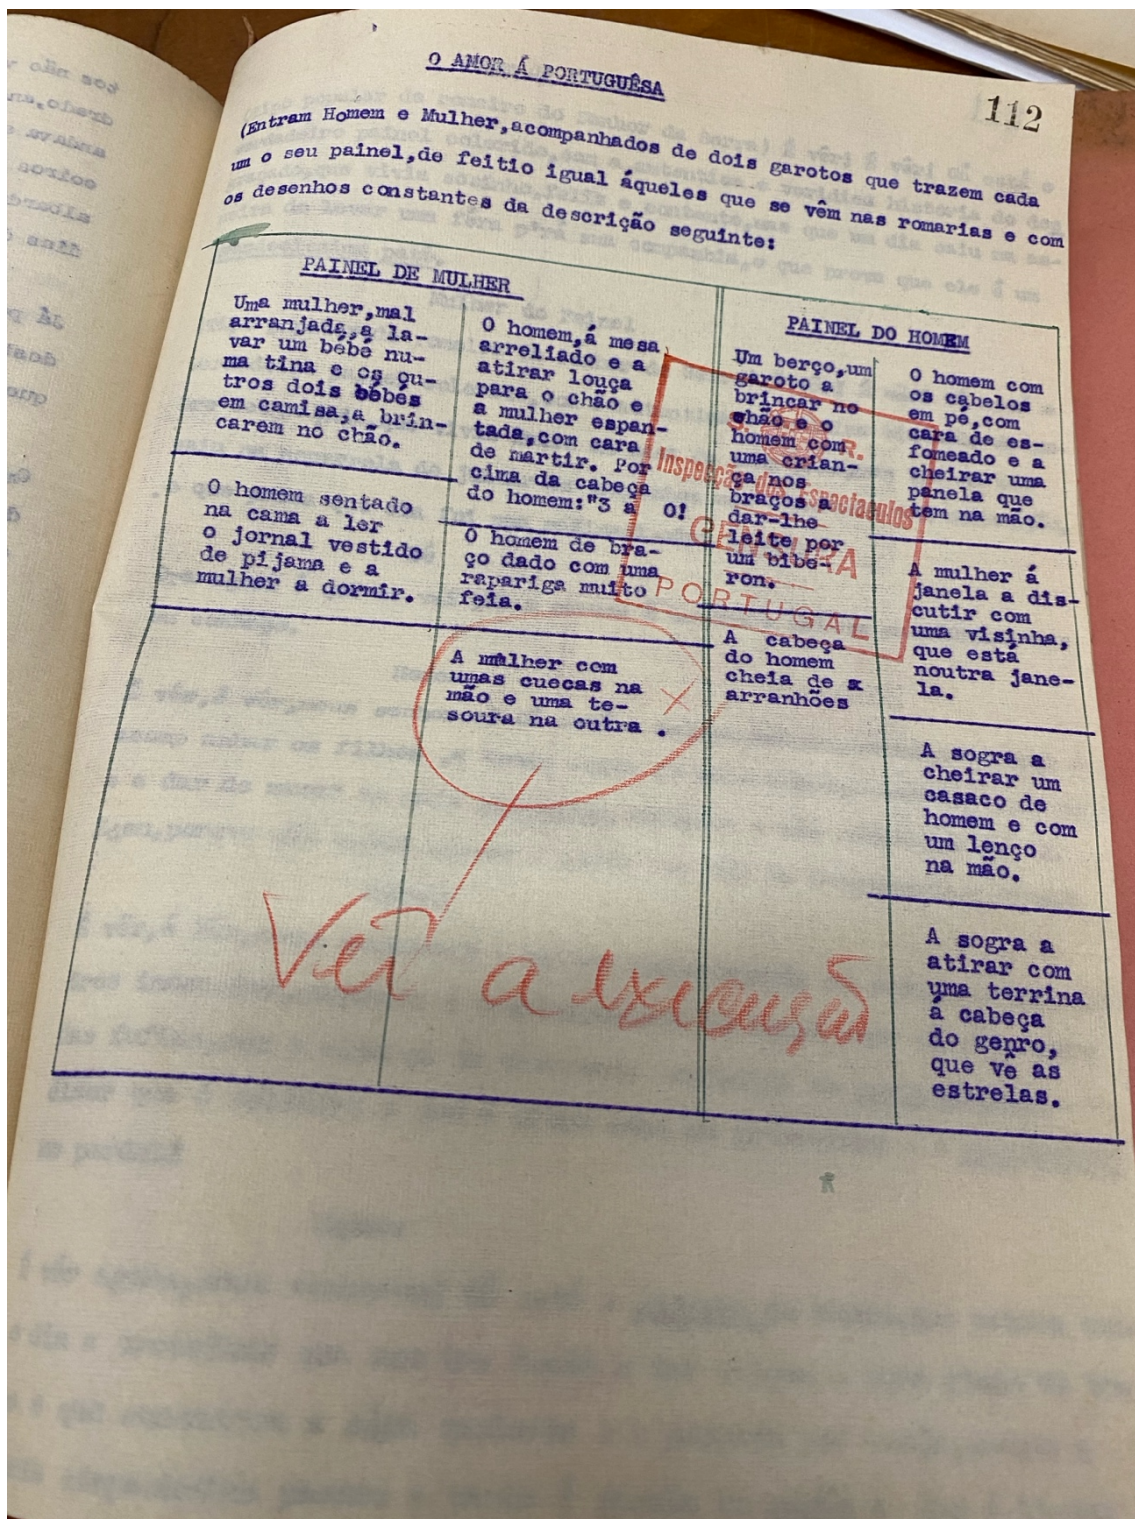 112
O AMOR Á PORTUGUÊSA
(Entram Homem e Mulher,acompanhados de dois garotos que trazem cada
um o seu painel,de feitio igual áqueles que se vêm nas romarias e com
os desenhos constantes da descrição seguinte:
PAINEL DE MULHER
Uma mulher,mal
arranjada,a la-
var um bébé nu-
ma tina e os ou-
tros dois bébés
em camisa,a brin-
carem no chão.
O homem sentado
na cama a ler
o jornal vestido
de pijama e a
mulher a dormir.
O homem,á mesa
arreliado e a
atirar louça
para o chão e
a mulher espan-
tada,com cara
de martir. Por
cima da cabeça
do homem:"3 a 0!
O homem de bra-
ço dado com uma
rapariga muito
feia.
A mulher com
umas cuecas na
mão e uma te-
soura na outra .
PAINEL DO HOMEM
Um berço,um
garoto a
brincar no
chão e o
homem com
uma crian-
ça nos
braços a
dar-lhe
leite por
um bibe-
ron.
A cabeça
do homem
cheia de x
arranhões
O homem com
os cabelos
em pé,com
cara de es-
fomeado e a
cheirar uma
panela que
tem na mão.
A mulher á
janela a dis-
cutir com
uma visinha,
que está
noutra jane-
la.
A sogra a
cheirar um
casaco de
homem e com
um lenço
na mão.
A sogra a
atirar com
uma terrina
á cabeça
do genro,
que vê as
estrelas.
S. R.
Inspecção dos Espectaculos
CENSURA
PORTUGAL
a